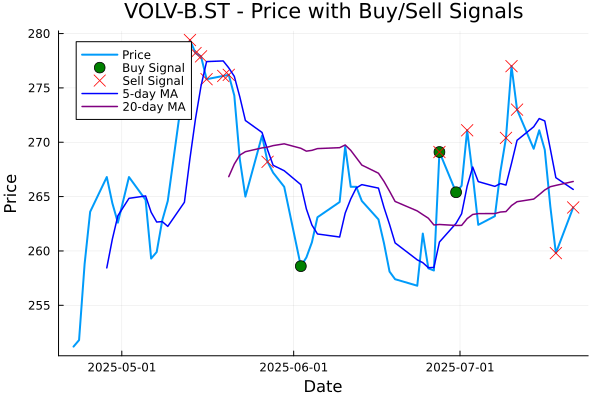 VOLV-B.ST - Price with Buy/Sell Signals
Price
280
275
270
265
260
255
Price
Buy Signal
Sell Signal
5-day MA
20-day MA
2025-05-01
2025-06-01
2025-07-01
Date